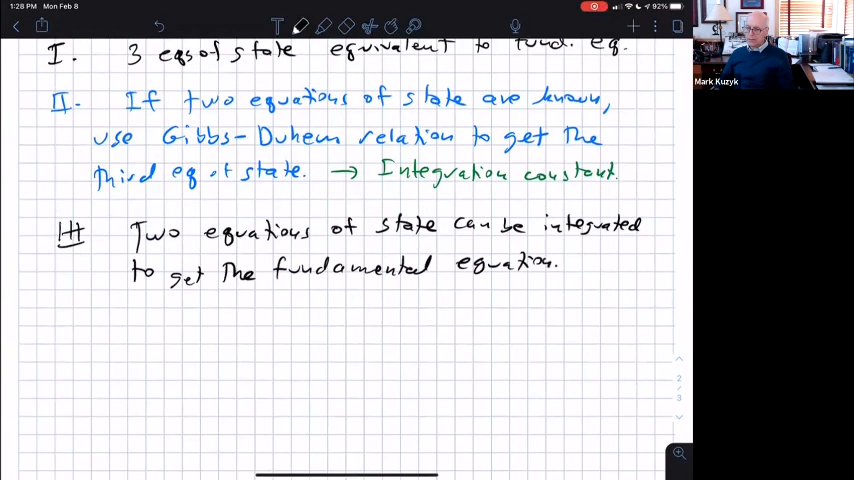 1:28 PM Mon Feb 8
92%
I. 3 eqs of state equivalent to fund. eq.
II. If two equations of state are known,
use Gibbs-Duhem relation to get the
third eq of state. → Integration constant.
III Two equations of state can be integrated
to get the fundamental equation.
2
/
3
Mark Kuzyk